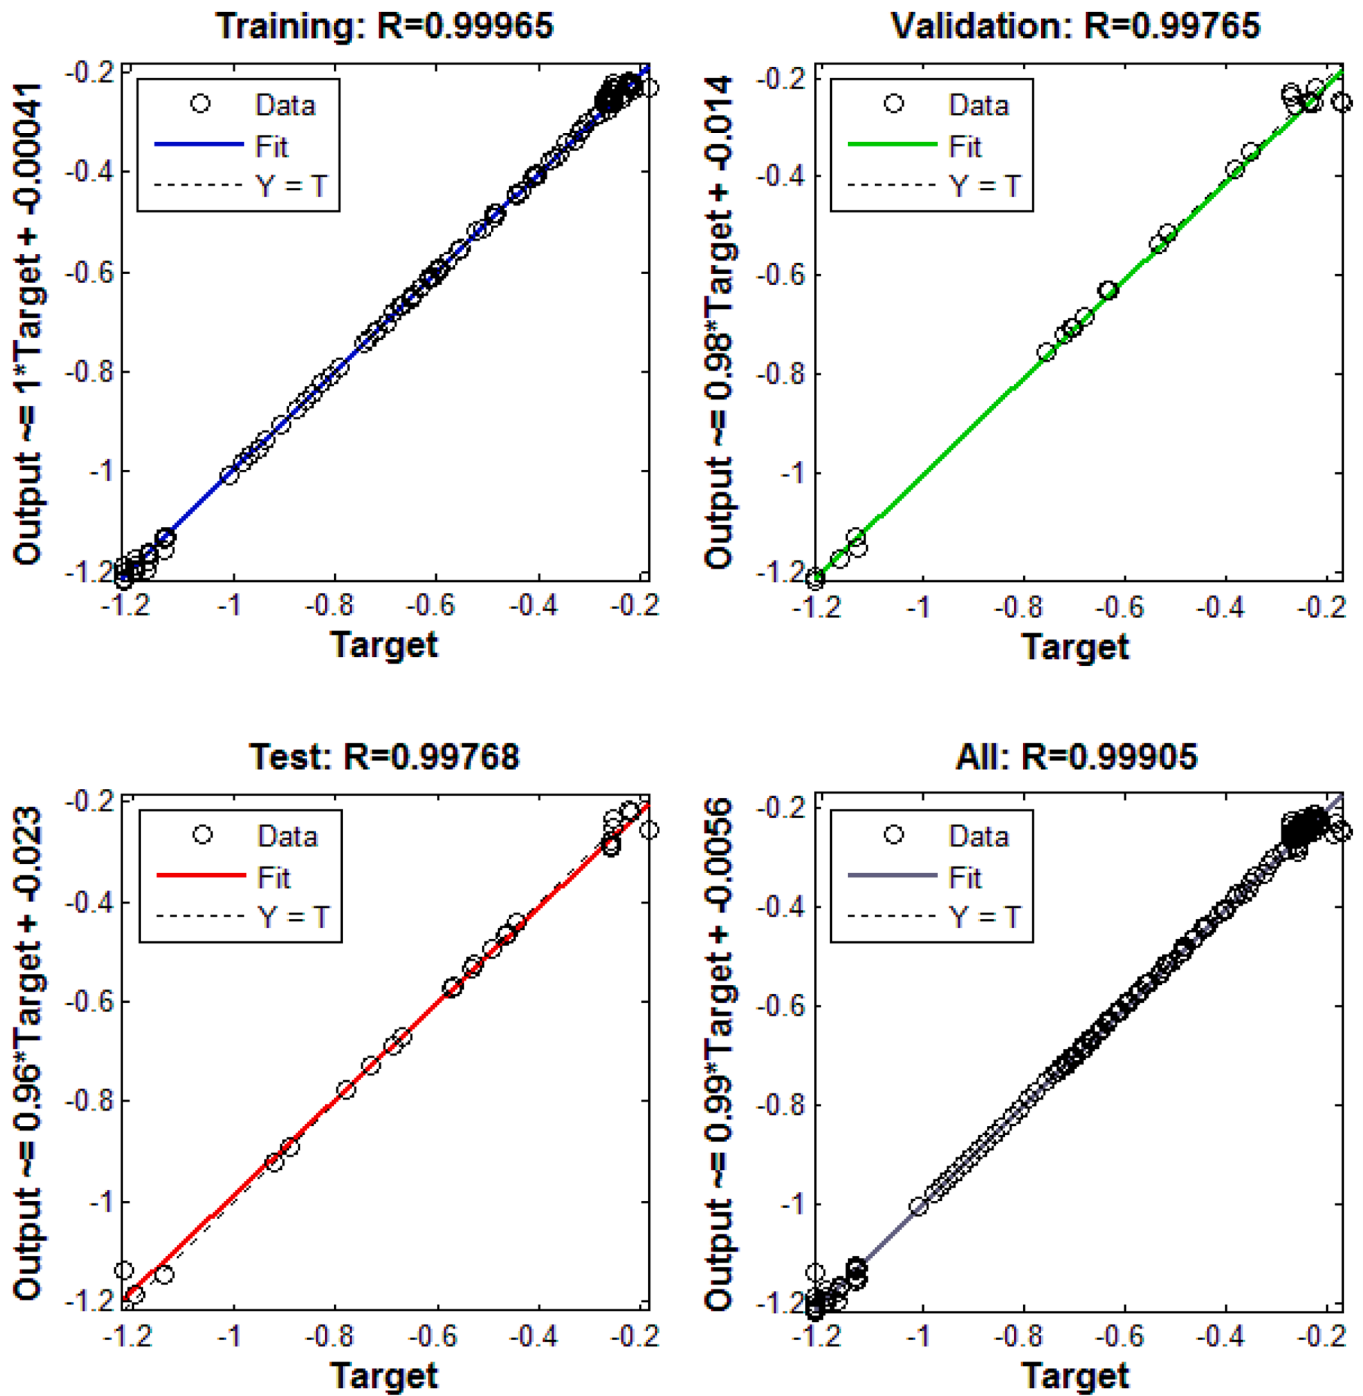 Training: R=0.99965
Output ~= 1*Target + -0.00041
-0.2
-0.4
-0.6
-0.8
-1
-1.2
Data
Fit
Y = T
-1.2 -1 -0.8 -0.6 -0.4 -0.2
Target
Validation: R=0.99765
Output ~= 0.98*Target + -0.014
-0.2
-0.4
-0.6
-0.8
-1
-1.2
Data
Fit
Y = T
-1.2 -1 -0.8 -0.6 -0.4 -0.2
Target
Test: R=0.99768
Output ~= 0.96*Target + -0.023
-0.2
-0.4
-0.6
-0.8
-1
-1.2
Data
Fit
Y = T
-1.2 -1 -0.8 -0.6 -0.4 -0.2
Target
All: R=0.99905
Output ~= 0.99*Target + -0.0056
-0.2
-0.4
-0.6
-0.8
-1
-1.2
Data
Fit
Y = T
-1.2 -1 -0.8 -0.6 -0.4 -0.2
Target